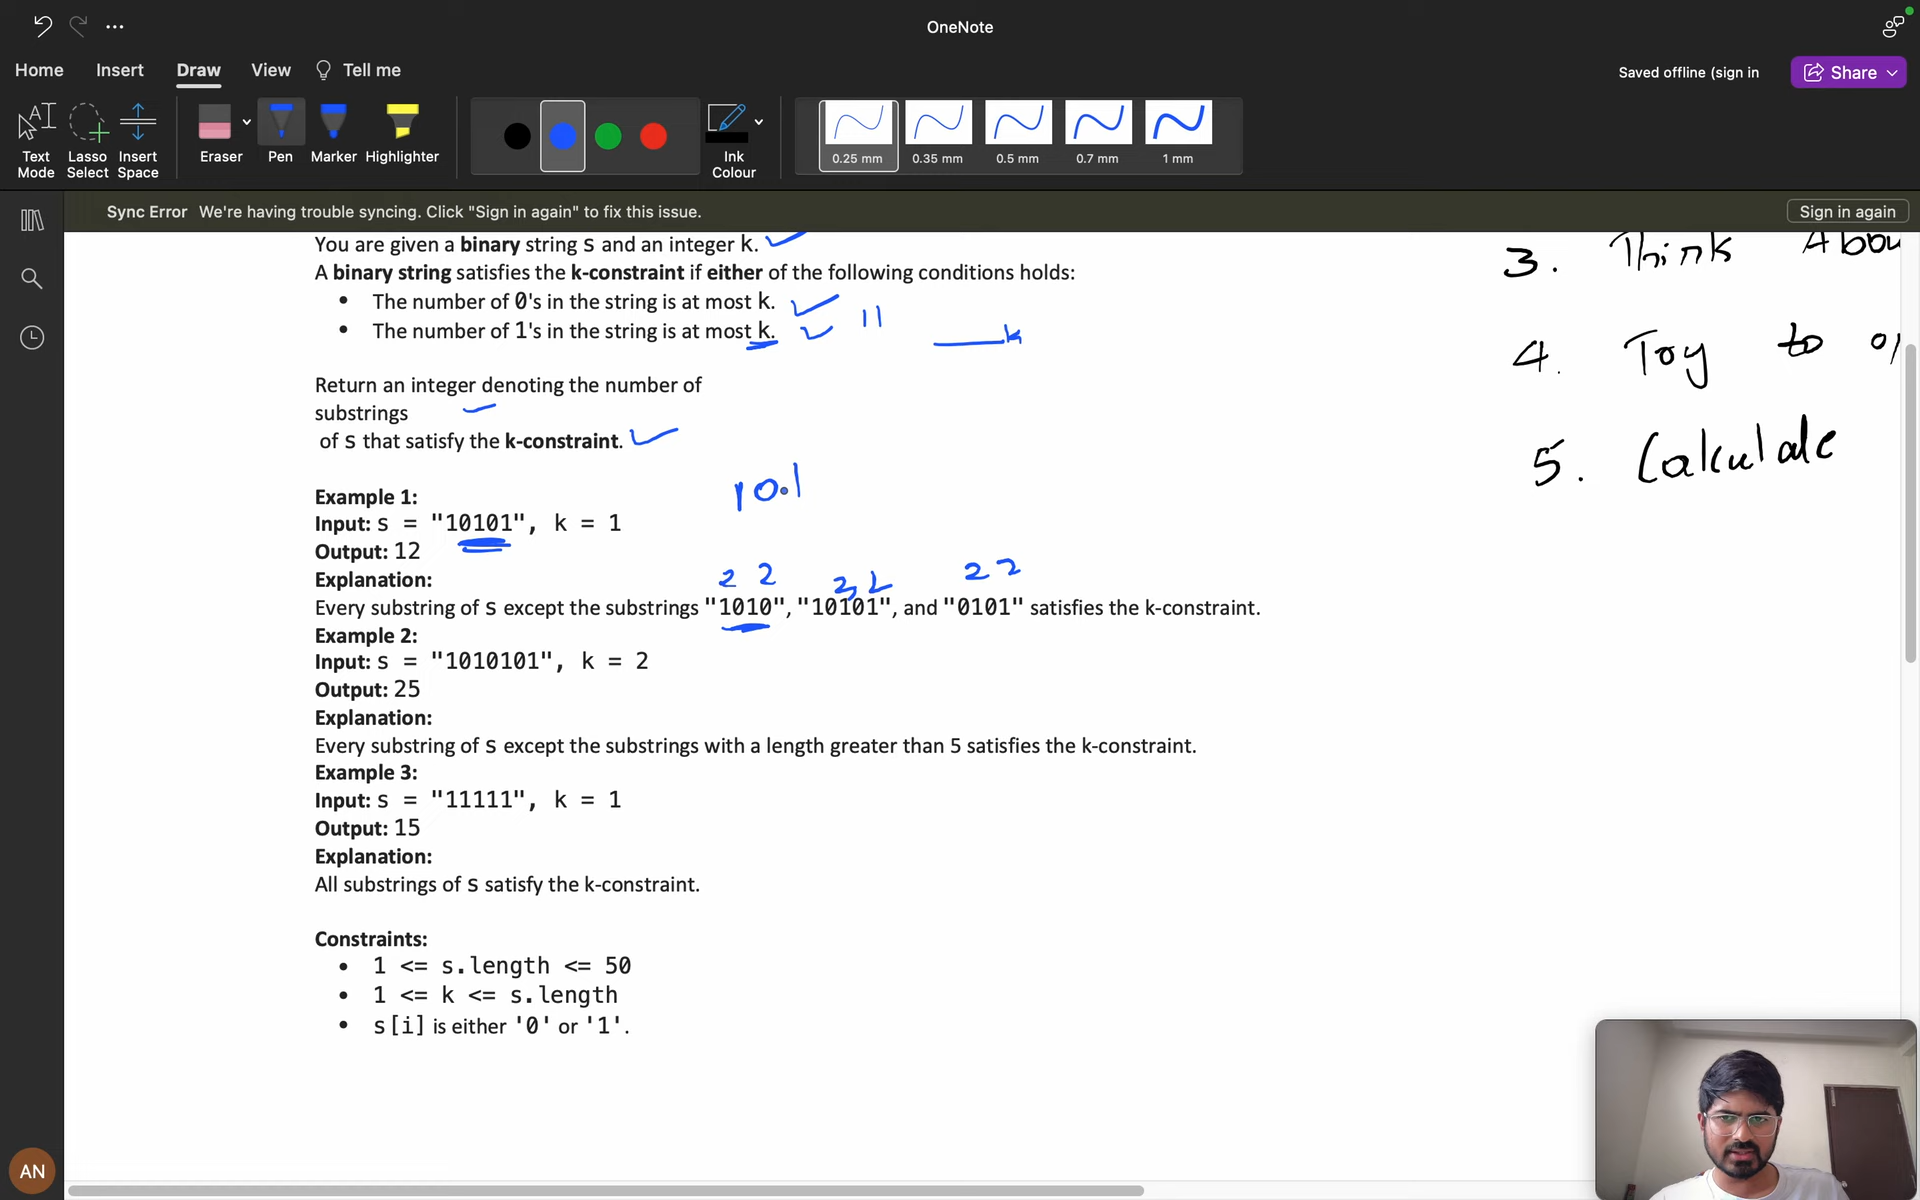 OneNote
Home Insert Draw View Tell me
Saved offline (sign in
Share
Text Mode
Lasso Select
Insert Space
Eraser
Pen
Marker
Highlighter
Ink Colour
0.25 mm
0.35 mm
0.5 mm
0.7 mm
1 mm
Sync Error We're having trouble syncing. Click "Sign in again" to fix this issue.
Sign in again
You are given a binary string s and an integer k.
A binary string satisfies the k-constraint if either of the following conditions holds:
• The number of 0's in the string is at most k.
• The number of 1's in the string is at most k.
11
k
Return an integer denoting the number of
substrings
of s that satisfy the k-constraint.
10.1
Example 1:
Input: s = "10101", k = 1
Output: 12
Explanation:
2 2
2 2
Every substring of s except the substrings "1010", "10101", and "0101" satisfies the k-constraint.
Example 2:
Input: s = "1010101", k = 2
Output: 25
Explanation:
Every substring of s except the substrings with a length greater than 5 satisfies the k-constraint.
Example 3:
Input: s = "11111", k = 1
Output: 15
Explanation:
All substrings of s satisfy the k-constraint.
Constraints:
• 1 <= s.length <= 50
• 1 <= k <= s.length
• s[i] is either '0' or '1'.
3. Think Abou
4. Toy to
5. Calculate
AN